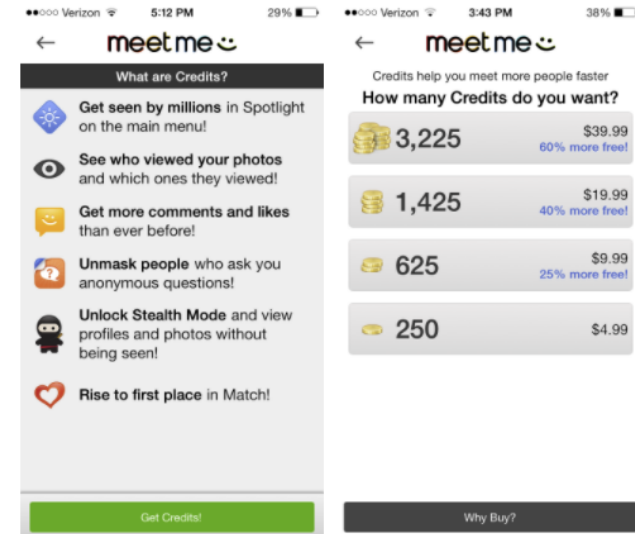 Verizon 5:12 PM 29%
meetme
What are Credits?
Get seen by millions in Spotlight
on the main menu!
See who viewed your photos
and which ones they viewed!
Get more comments and likes
than ever before!
Unmask people who ask you
anonymous questions!
Unlock Stealth Mode and view
profiles and photos without
being seen!
Rise to first place in Match!
Get Credits!
Verizon 3:43 PM 38%
meetme
Credits help you meet more people faster
How many Credits do you want?
3,225 $39.99
60% more free!
1,425 $19.99
40% more free!
625 $9.99
25% more free!
250 $4.99
Why Buy?